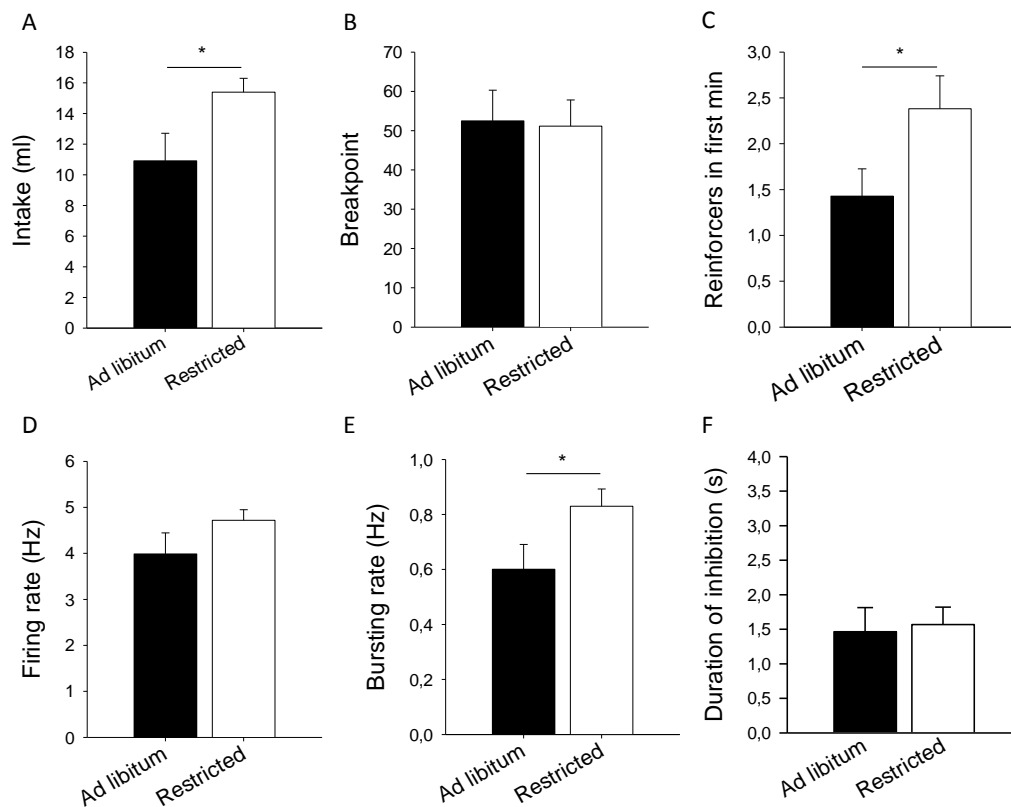 A
Intake (ml)
18
16
14
12
10
8
6
4
2
0
*
Ad libitum
Restricted
B
Breakpoint
70
60
50
40
30
20
10
0
Ad libitum
Restricted
C
Reinforcers in first min
3,0
2,5
2,0
1,5
1,0
0,5
0,0
*
Ad libitum
Restricted
D
Firing rate (Hz)
6
5
4
3
2
1
0
Ad libitum
Restricted
E
Bursting rate (Hz)
1,0
0,8
0,6
0,4
0,2
0,0
*
Ad libitum
Restricted
F
Duration of inhibition (s)
4,0
3,5
3,0
2,5
2,0
1,5
1,0
0,5
0,0
Ad libitum
Restricted